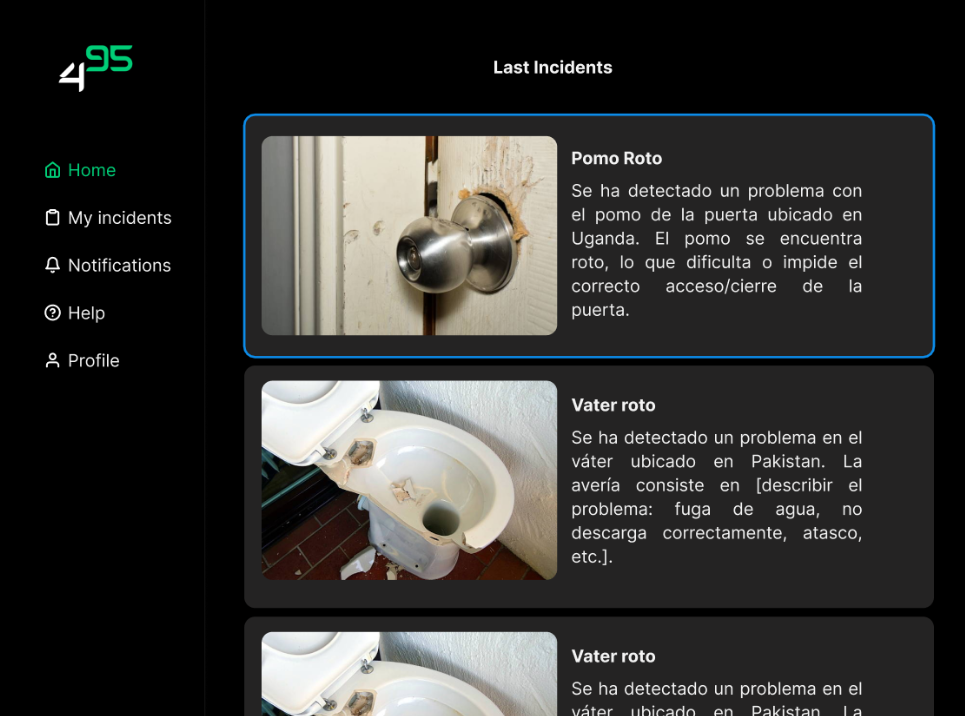 495
Home
My incidents
Notifications
Help
Profile
Last Incidents
Pomo Roto
Se ha detectado un problema con
el pomo de la puerta ubicado en
Uganda. El pomo se encuentra
roto, lo que dificulta o impide el
correcto acceso/cierre de la
puerta.
Vater roto
Se ha detectado un problema en el
váter ubicado en Pakistan. La
avería consiste en [describir el
problema: fuga de agua, no
descarga correctamente, atasco,
etc.].
Vater roto
Se ha detectado un problema en el
váter ubicado en Pakistan. La